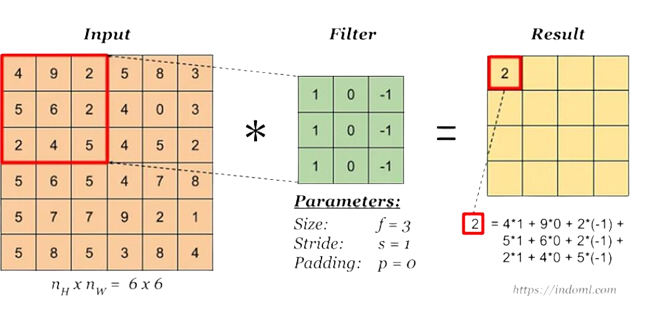 Input Filter Result
4 9 2 5 8 3
5 6 2 4 0 3
2 4 5 4 5 2
5 6 5 4 7 8
5 7 7 9 2 1
5 8 5 3 8 4
n_H x n_W = 6 x 6
*
1 0 -1
1 0 -1
1 0 -1
Parameters:
Size: f = 3
Stride: s = 1
Padding: p = 0
=
2
2 = 4*1 + 9*0 + 2*(-1) +
5*1 + 6*0 + 2*(-1) +
2*1 + 4*0 + 5*(-1)
https://indoml.com